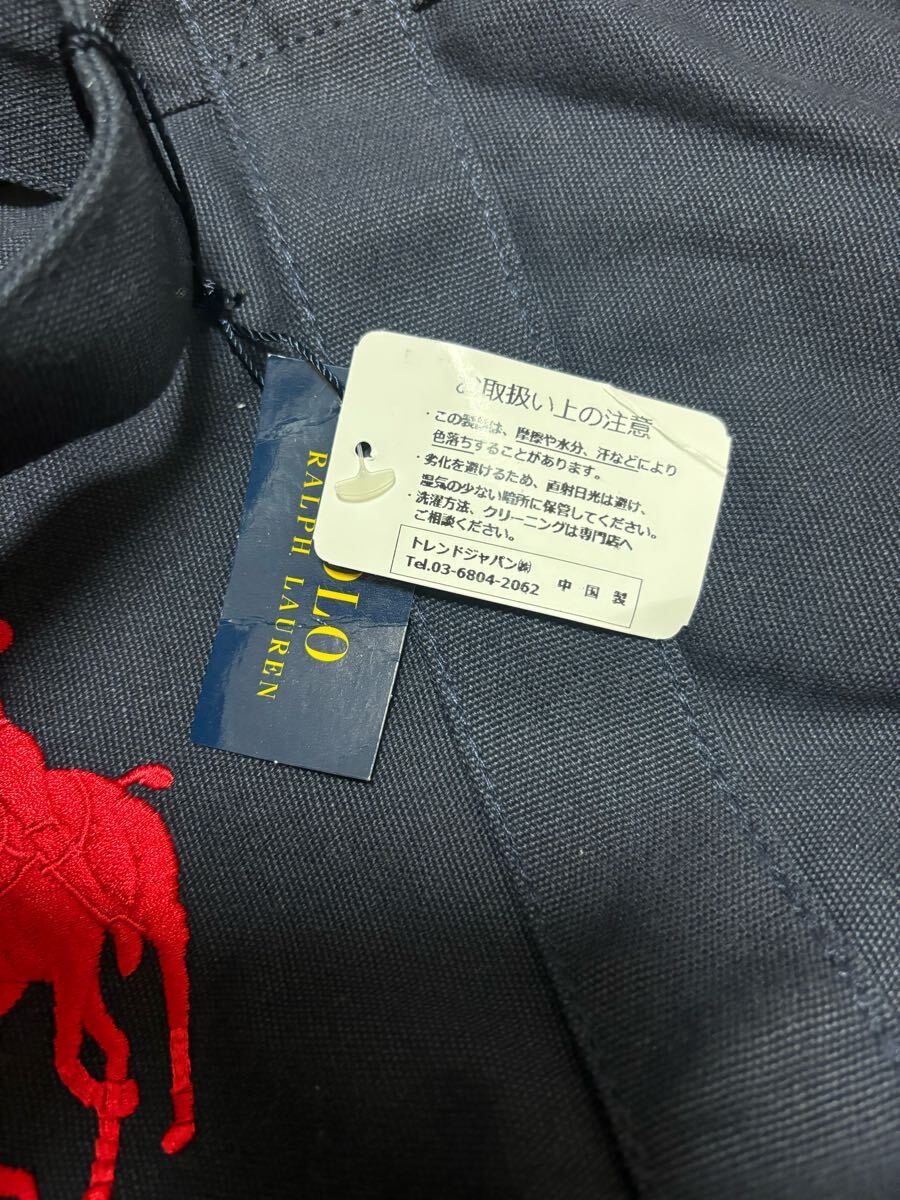 お取扱い上の注意
・この製品は、摩擦や水分、汗などにより
色落ちすることがあります。
・劣化を避けるため、直射日光は避け、
湿気の少ない暗所に保管してください。
・洗濯方法、クリーニングは専門店へ
ご相談ください。
トレンドジャパン㈱ 中国製
Tel.03-6804-2062
OLO
RALPH LAUREN